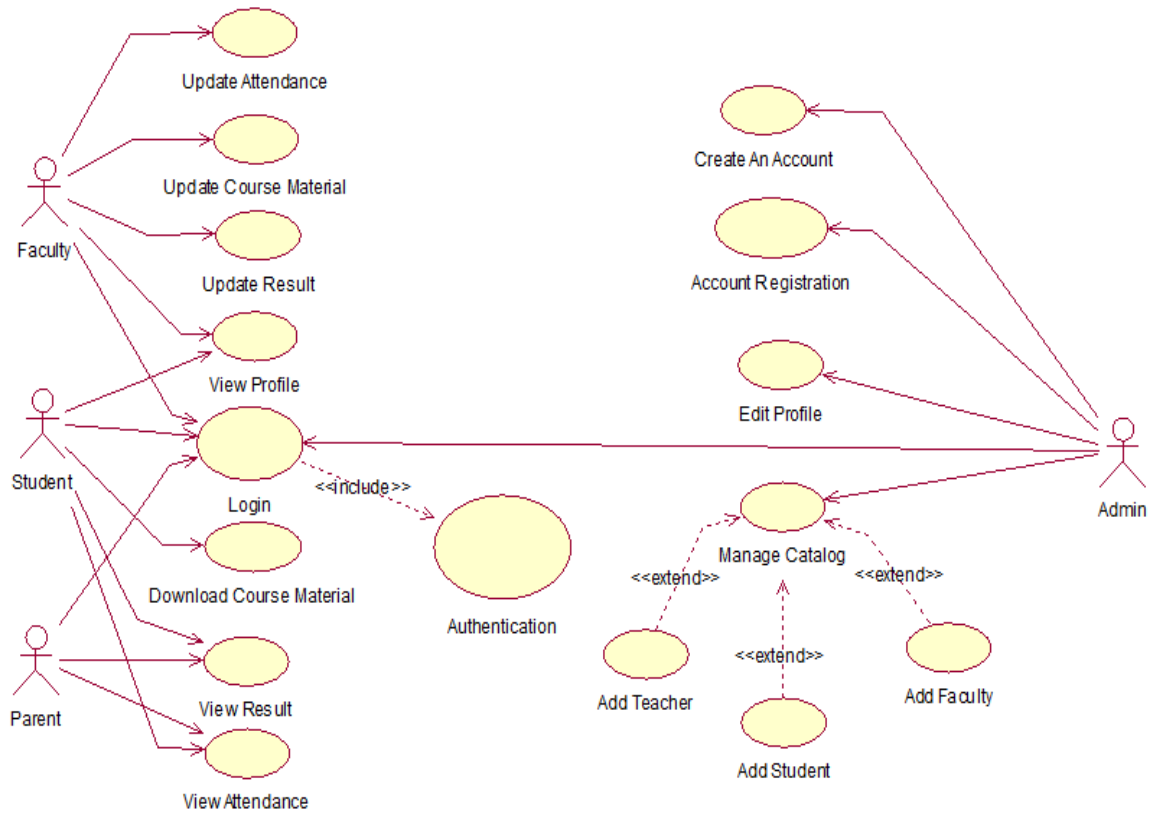 Update Attendance
Update Course Material
Faculty
Update Result
View Profile
Student
Login
<<include>>
Download Course Material
Authentication
Parent
View Result
View Attendance
Create An Account
Account Registration
Edit Profile
Admin
Manage Catalog
<<extend>>
<<extend>>
<<extend>>
Add Teacher
Add Faculty
Add Student